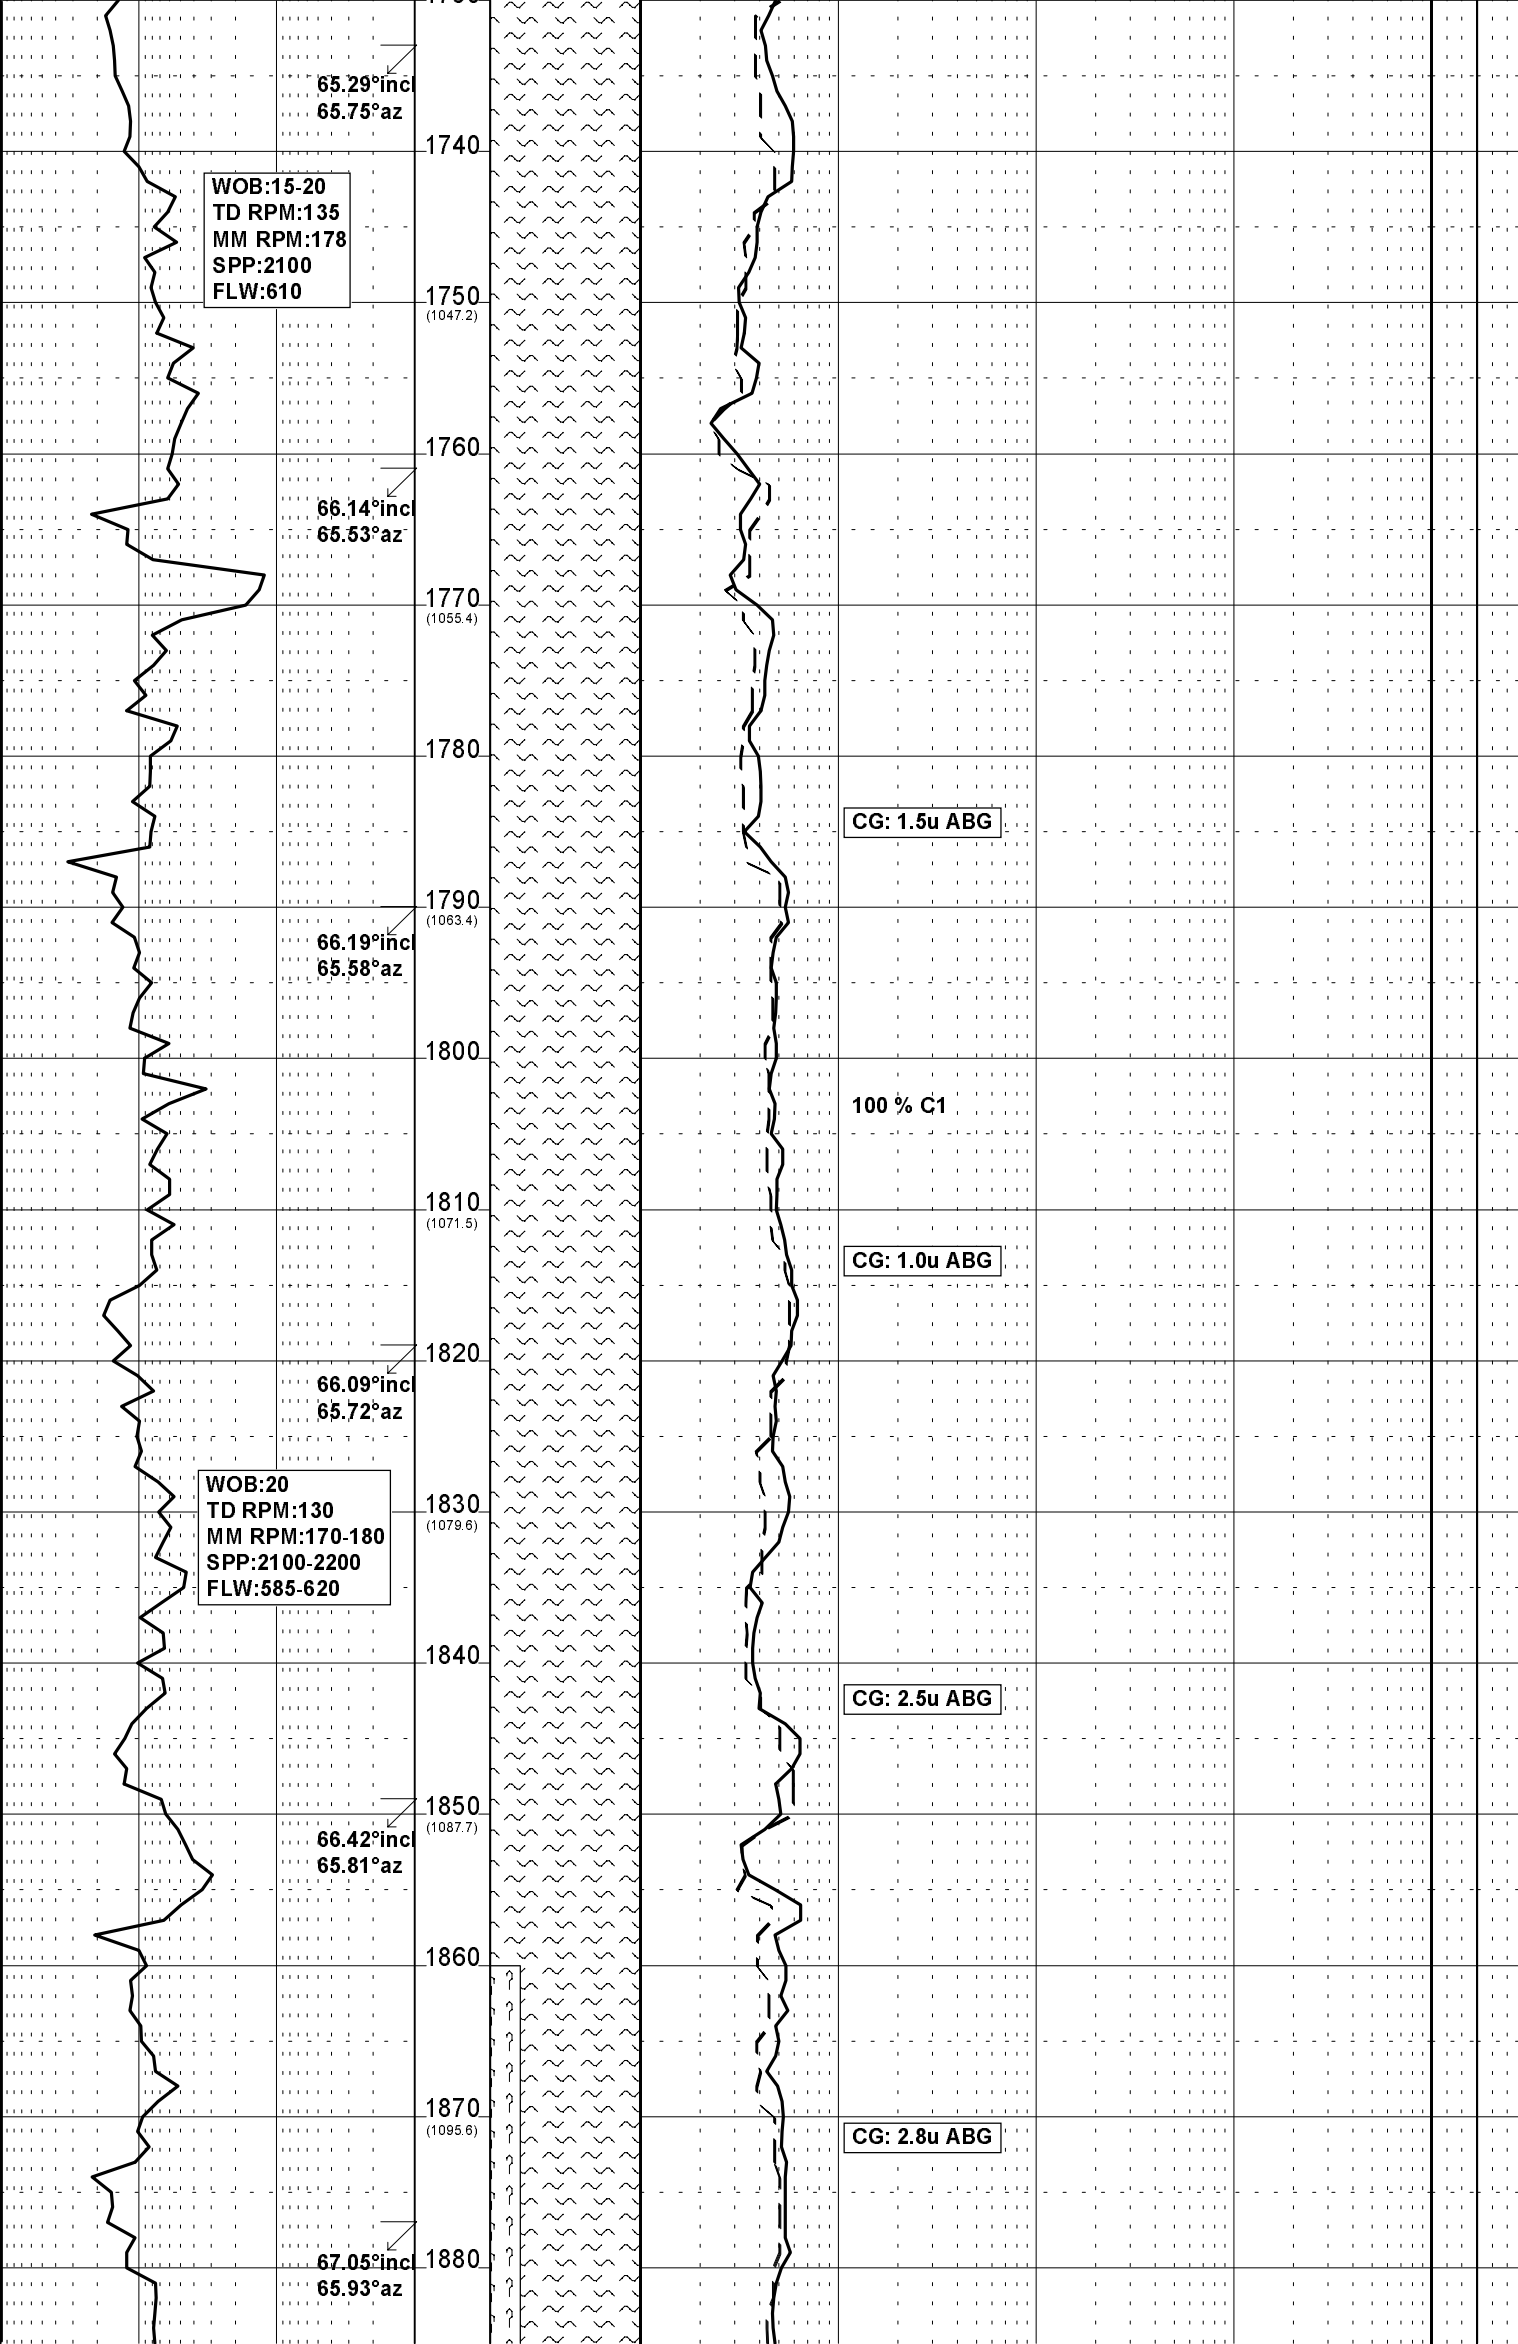 65.29°incl
65.75°az
1740
WOB:15-20
TD RPM:135
MM RPM:178
SPP:2100
FLW:610
1750
(1047.2)
1760
66.14°incl
65.53°az
1770
(1055.4)
1780
CG: 1.5u ABG
1790
(1063.4)
66.19°incl
65.58°az
1800
100 % C1
1810
(1071.5)
CG: 1.0u ABG
1820
66.09°incl
65.72°az
WOB:20
TD RPM:130
MM RPM:170-180
SPP:2100-2200
FLW:585-620
1830
(1079.6)
1840
CG: 2.5u ABG
1850
(1087.7)
66.42°incl
65.81°az
1860
1870
(1095.6)
CG: 2.8u ABG
1880
67.05°incl
65.93°az